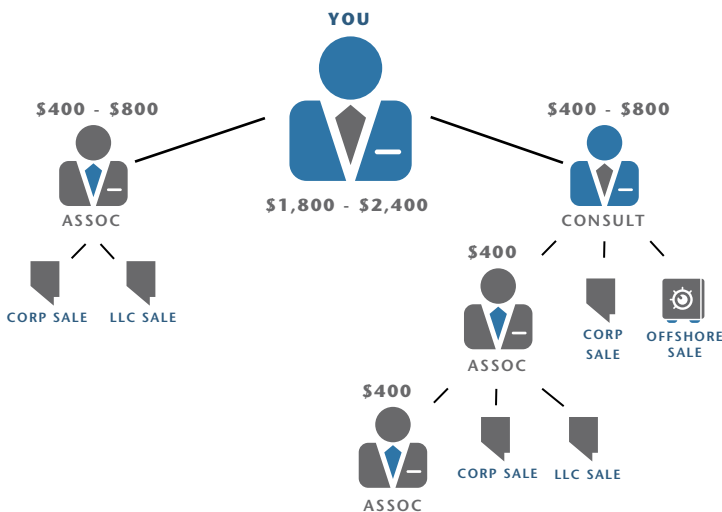 YOU
$400 - $800
$400 - $800
$1,800 - $2,400
ASSOC
CONSULT
$400
CORP SALE
LLC SALE
CORP
SALE
OFFSHORE
SALE
ASSOC
$400
CORP SALE
LLC SALE
ASSOC